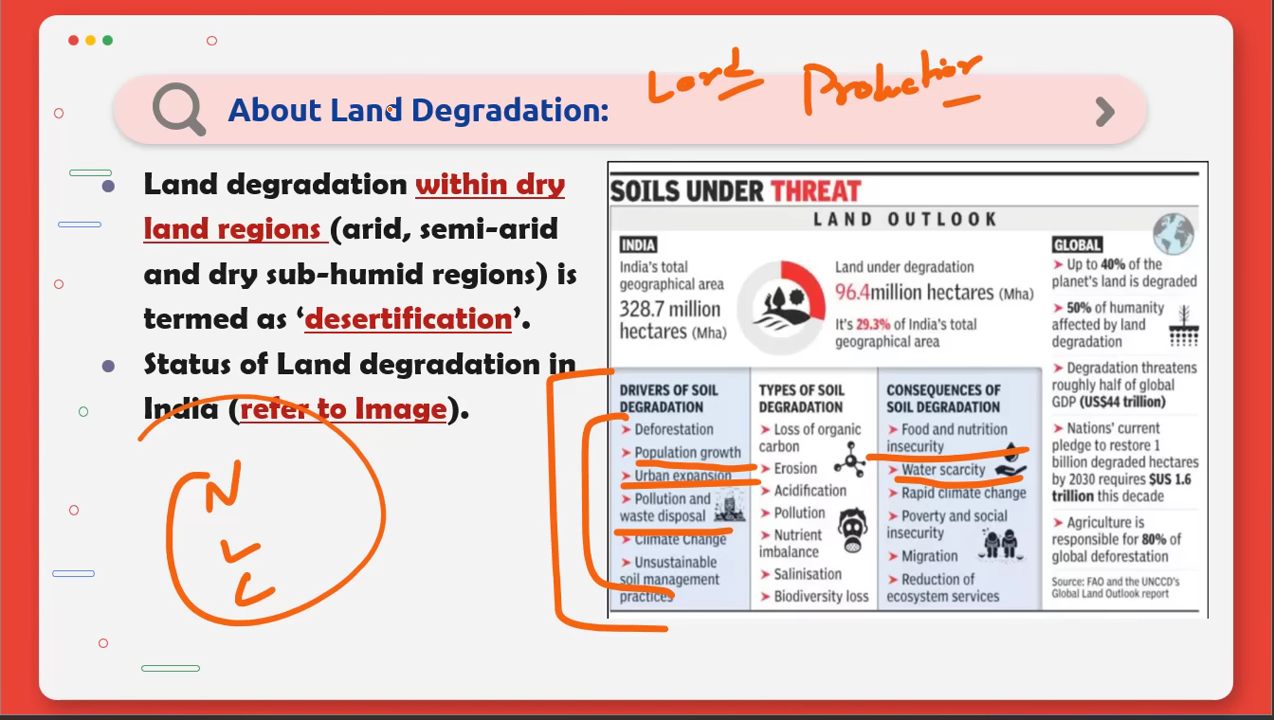 Land Production
About Land Degradation:
Land degradation within dry
land regions (arid, semi-arid
and dry sub-humid regions) is
termed as ‘desertification’.
Status of Land degradation in
India (refer to Image).
N
L
C
SOILS UNDER THREAT
LAND OUTLOOK
INDIA
India's total
geographical area
328.7 million
hectares (Mha)
Land under degradation
96.4million hectares (Mha)
It's 29.3% of India's total
geographical area
DRIVERS OF SOIL
DEGRADATION
Deforestation
Population growth
Urban expansion
Pollution and
waste disposal
Climate Change
Unsustainable
soil management
practices
TYPES OF SOIL
DEGRADATION
Loss of organic
carbon
Erosion
Acidification
Pollution
Nutrient
imbalance
Salinisation
Biodiversity loss
CONSEQUENCES OF
SOIL DEGRADATION
Food and nutrition
insecurity
Water scarcity
Rapid climate change
Poverty and social
insecurity
Migration
Reduction of
ecosystem services
GLOBAL
Up to 40% of the
planet's land is degraded
50% of humanity
affected by land
degradation
Degradation threatens
roughly half of global
GDP (US$44 trillion)
Nations' current
pledge to restore 1
billion degraded hectares
by 2030 requires $US 1.6
trillion this decade
Agriculture is
responsible for 80% of
global deforestation
Source: FAO and the UNCCD's
Global Land Outlook report